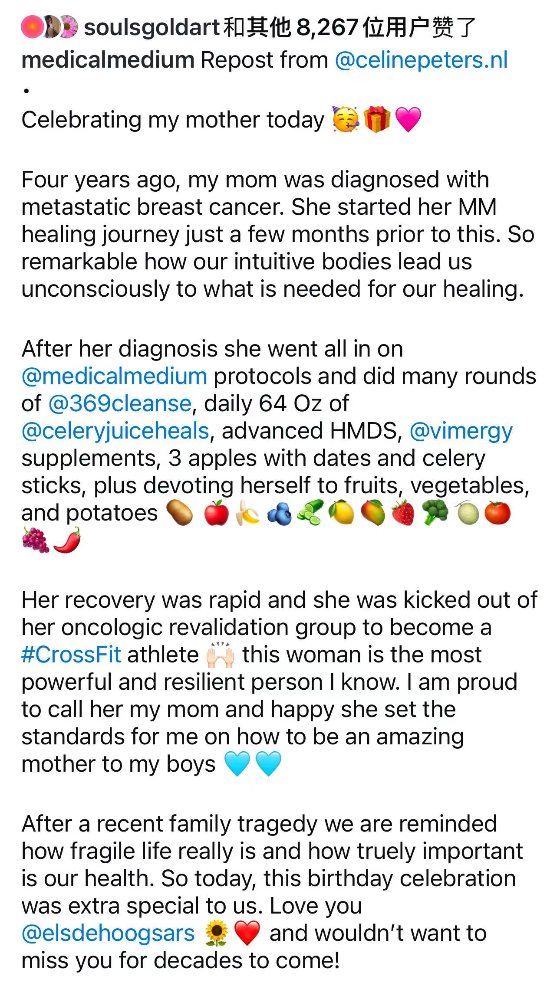 soulsgoldart和其他 8,267 位用户赞了
medicalmedium Repost from @celinepeters.nl
•
Celebrating my mother today 🥳🎁🩷
Four years ago, my mom was diagnosed with
metastatic breast cancer. She started her MM
healing journey just a few months prior to this. So
remarkable how our intuitive bodies lead us
unconsciously to what is needed for our healing.
After her diagnosis she went all in on
@medicalmedium protocols and did many rounds
of @369cleanse, daily 64 Oz of
@celeryjuiceheals, advanced HMDS, @vimergy
supplements, 3 apples with dates and celery
sticks, plus devoting herself to fruits, vegetables,
and potatoes 🥔 🍎🍌🫐🥒🍋🥭🍓🥦🍈🍅
🍇🌶️
Her recovery was rapid and she was kicked out of
her oncologic revalidation group to become a
#CrossFit athlete 🙌🏻 this woman is the most
powerful and resilient person I know. I am proud
to call her my mom and happy she set the
standards for me on how to be an amazing
mother to my boys 🩵🩵
After a recent family tragedy we are reminded
how fragile life really is and how truely important
is our health. So today, this birthday celebration
was extra special to us. Love you
@elsdehoogsars 🌻❤️ and wouldn’t want to
miss you for decades to come!